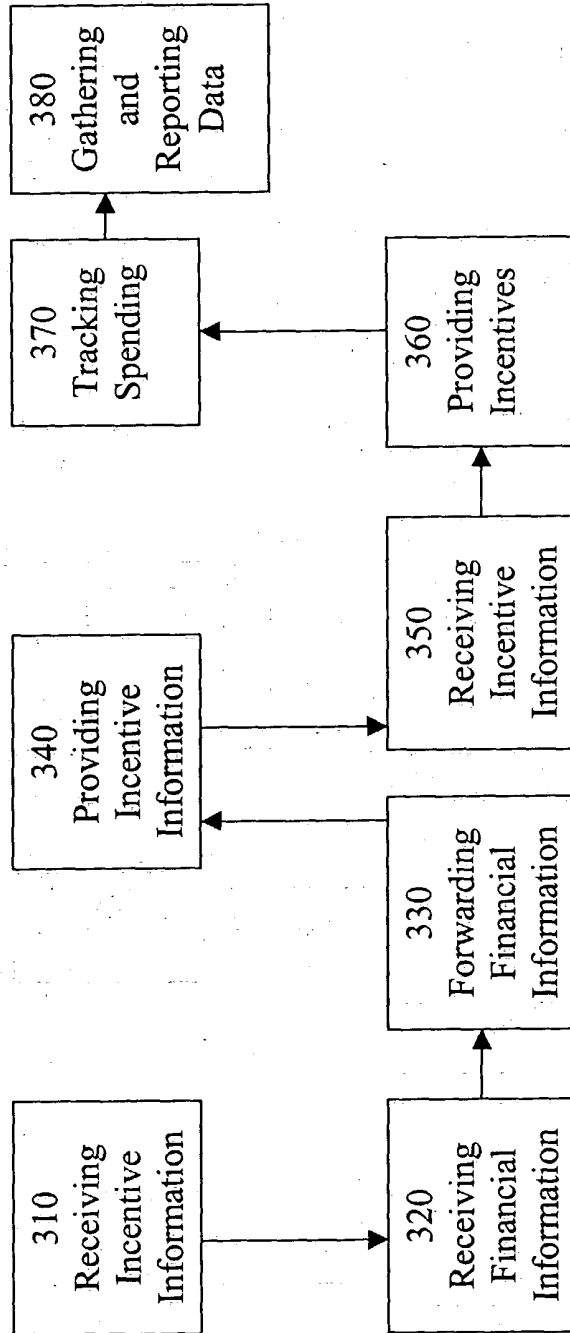 310
Receiving
Incentive
Information
320
Receiving
Financial
Information
330
Forwarding
Financial
Information
340
Providing
Incentive
Information
350
Receiving
Incentive
Information
360
Providing
Incentives
370
Tracking
Spending
380
Gathering
and
Reporting
Data